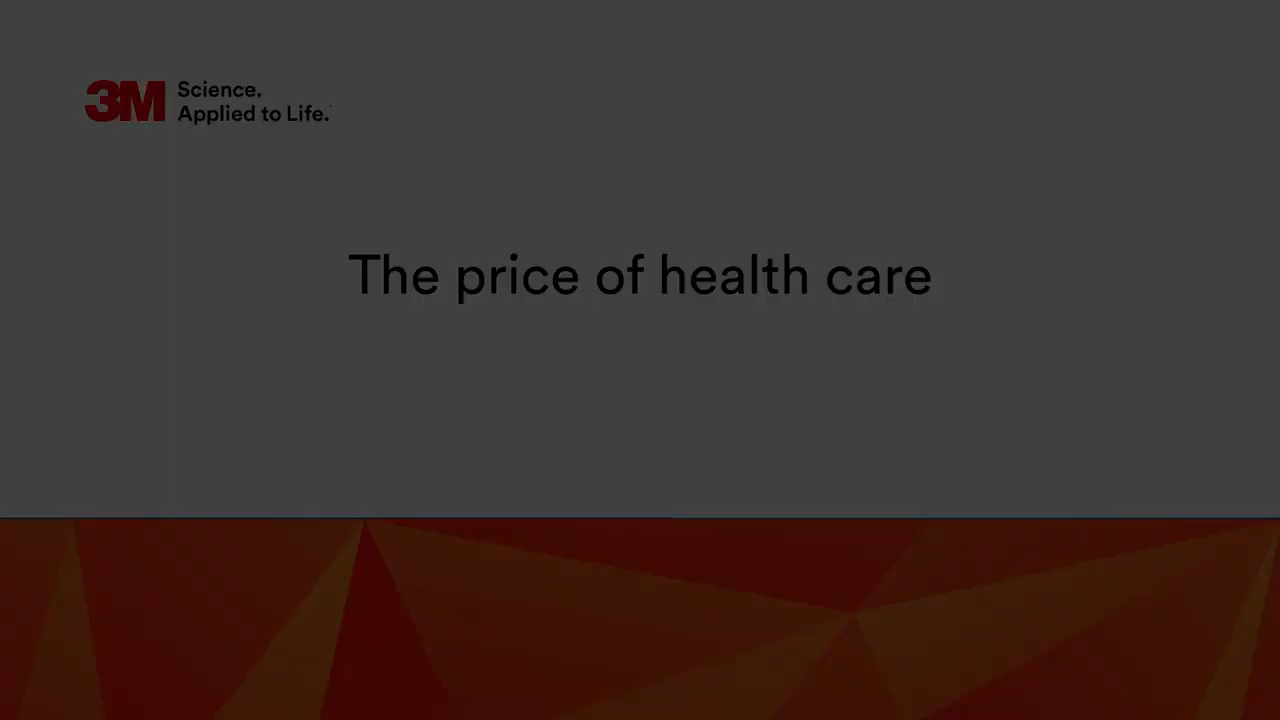 3M Science.
Applied to Life.
The price of health care